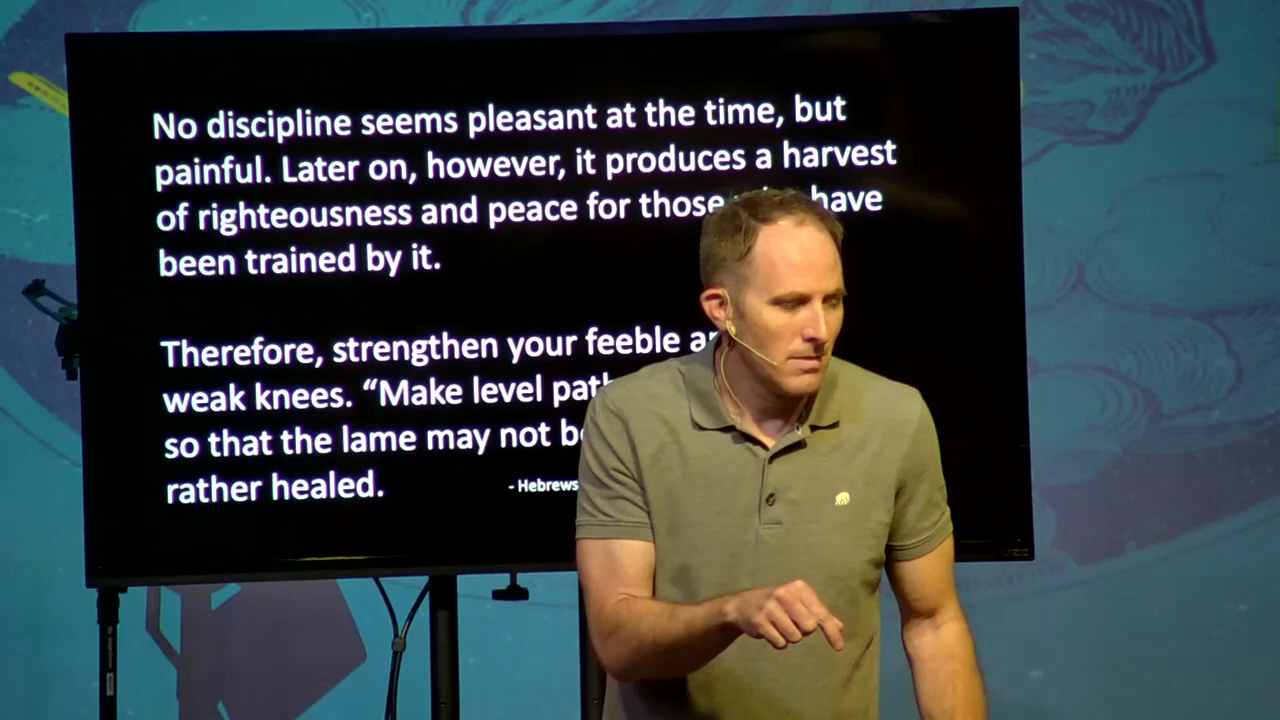 No discipline seems pleasant at the time, but
painful. Later on, however, it produces a harvest
of righteousness and peace for those have
been trained by it.
Therefore, strengthen your feeble
weak knees. “Make level
so that the lame may not
rather healed.
- Hebrews
VIZIO